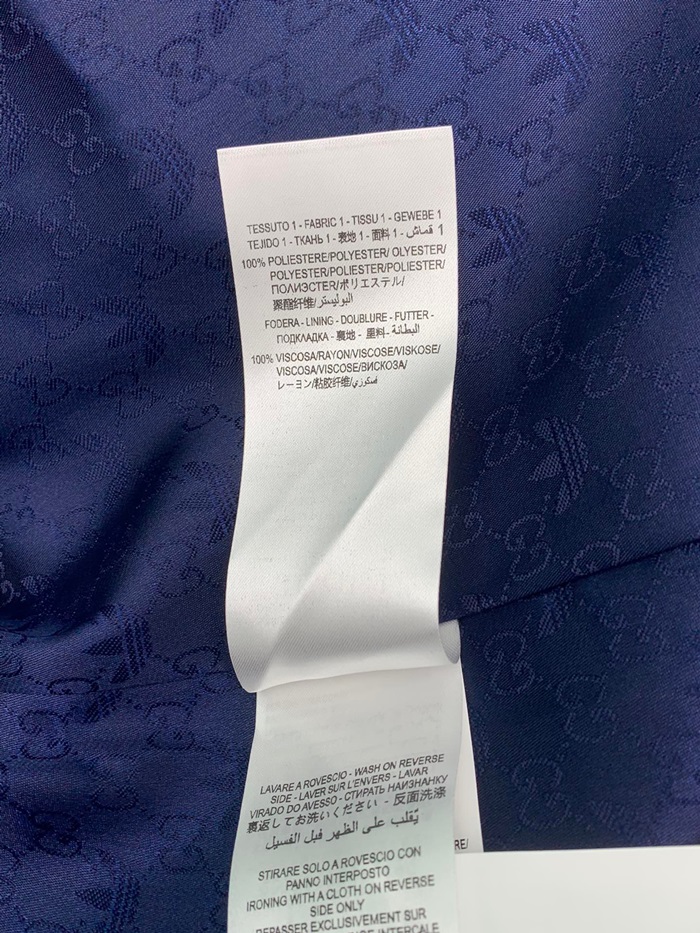 TESSUTO 1 - FABRIC 1 - TISSU 1 - GEWEBE 1
TEJIDO 1 - ТКАНЬ 1 - 表地 1 - 面料 1 - قماش 1
100% POLIESTERE/POLYESTER/ OLYESTER/
POLYESTER/POLIESTER/POLIESTER/
ПОЛИЭСТЕР/ポリエステル/
聚酯纤维/البوليستر
FODERA - LINING - DOUBLURE - FUTTER -
ПОДКЛАДКА - 裏地 - 里料 - البطانة
100% VISCOSA/RAYON/VISCOSE/VISKOSE/
VISCOSA/VISCOSE/ВИСКОЗА/
レーヨン/粘胶纤维/فسكوزي
LAVARE A ROVESCIO - WASH ON REVERSE
SIDE - LAVER SUR L'ENVERS - LAVAR
VIRADO DO AVESSO - СТИРАТЬ НАИЗНАНКУ
裏返してお洗いください - 反面洗涤
يُقلب على الظهر قبل الغسيل
STIRARE SOLO A ROVESCIO CON
PANNO INTERPOSTO
IRONING WITH A CLOTH ON REVERSE
SIDE ONLY
REPASSER EXCLUSIVEMENT SUR
INTERCALE
RE/